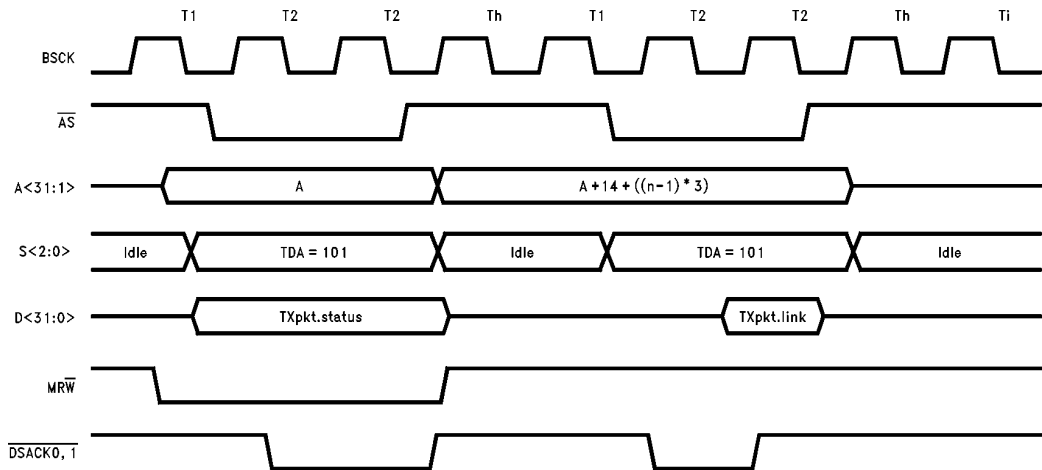 T1 T2 T2 Th T1 T2 T2 Th Ti
BSCK
AS
A<31:1> A A+14+((n-1)*3)
S<2:0> Idle TDA = 101 Idle TDA = 101 Idle
D<31:0> TXpkt.status TXpkt.link
MRW
DSACK0, 1